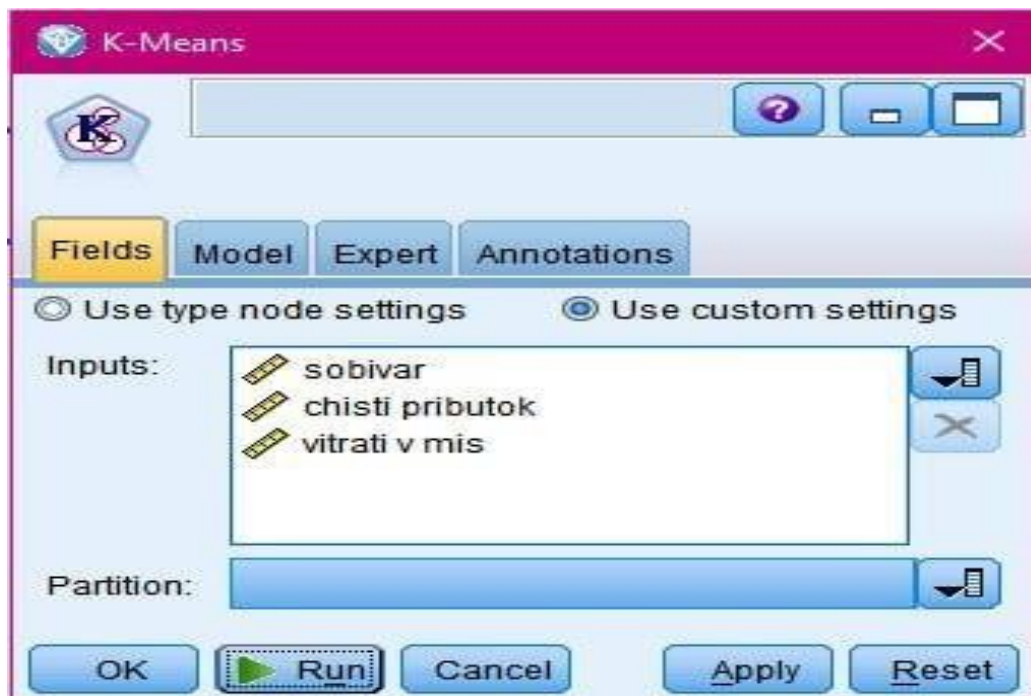 K-Means
Fields Model Expert Annotations
Use type node settings Use custom settings
Inputs:
sobivar
chisti pributok
vitrati v mis
Partition:
OK Run Cancel Apply Reset